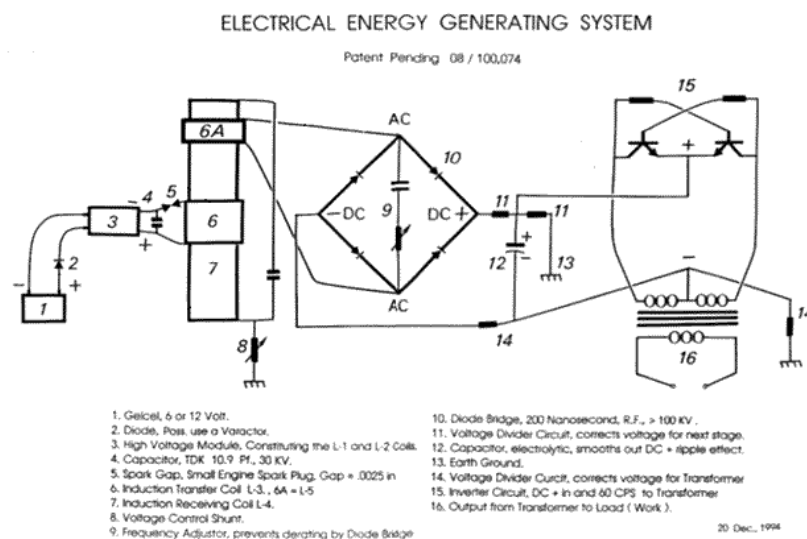 ELECTRICAL ENERGY GENERATING SYSTEM
Patent Pending 08 / 100,074
15
6A
AC
10
+
4
5
-
3
6
9
- DC
DC +
11
11
+
+
-
12
13
-
7
2
-
+
1
AC
8
14
14
16
1. Gelcel, 6 or 12 Volt.
2. Diode, Poss. use a Varactor.
3. High Voltage Module, Constituting the L-1 and L-2 Coils.
4. Capacitor, TDK 10.9 Pf., 30 KV.
5. Spark Gap, Small Engine Spark Plug, Gap = .0025 in
6. Induction Transfer Coil L-3. , 6A = L-5
7. Induction Receiving Coil L-4.
8. Voltage Control Shunt.
9. Frequency Adjustor, prevents derating by Diode Bridge
10. Diode Bridge, 200 Nanosecond, R.F., > 100 KV .
11. Voltage Divider Circuit, corrects voltage for next stage.
12. Capacitor, electrolytic, smooths out DC + ripple effect.
13. Earth Ground.
14. Voltage Divider Curcit, corrects voltage for Transformer
15. Inverter Circuit, DC + in and 60 CPS to Transformer
16. Output from Transformer to Load ( Work ).
20 Dec., 1994